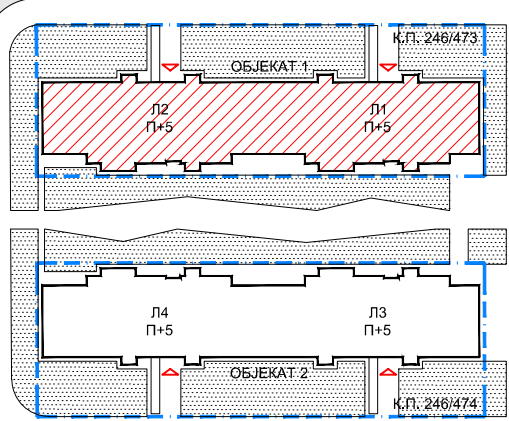 К.П. 246/473
ОБЈЕКАТ 1
Л2
П+5
Л1
П+5
Л4
П+5
Л3
П+5
ОБЈЕКАТ 2
К.П. 246/474